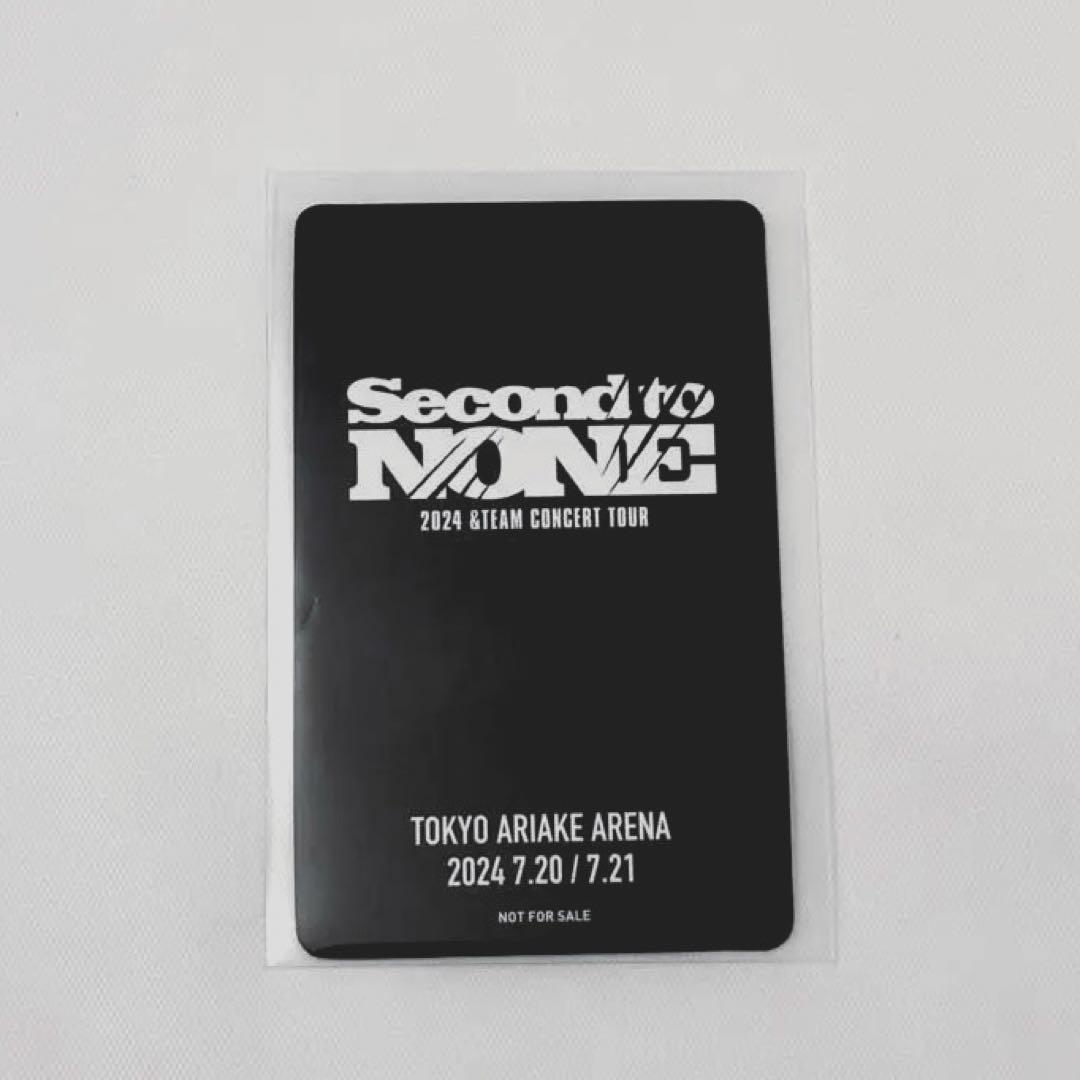 Second to
NONE
2024 &TEAM CONCERT TOUR
TOKYO ARIAKE ARENA
2024 7.20 / 7.21
NOT FOR SALE